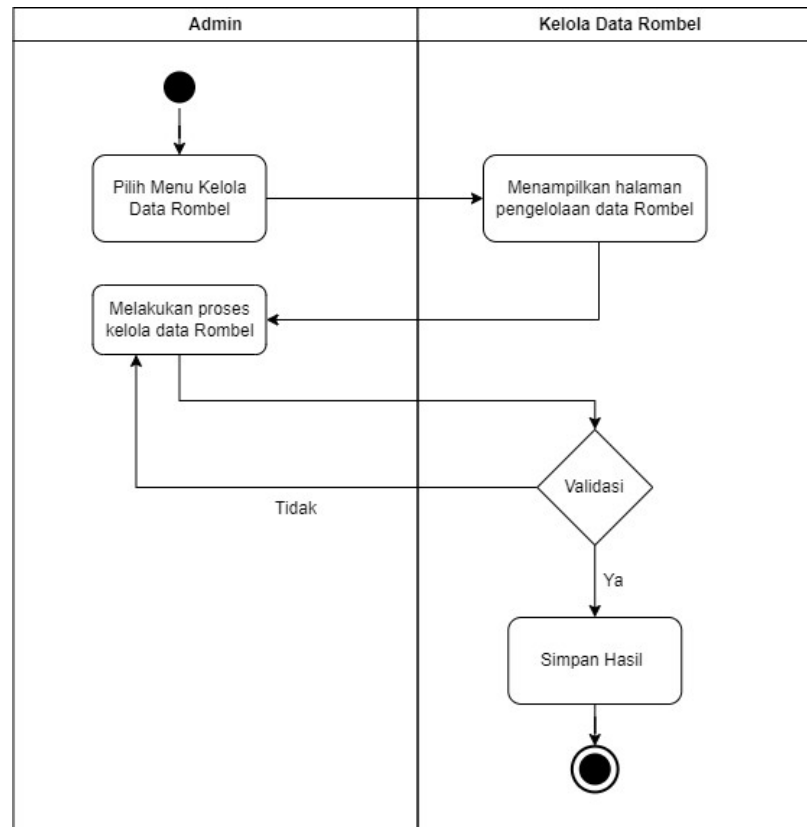 Admin
Kelola Data Rombel
Pilih Menu Kelola
Data Rombel
Menampilkan halaman
pengelolaan data Rombel
Melakukan proses
kelola data Rombel
Validasi
Tidak
Ya
Simpan Hasil